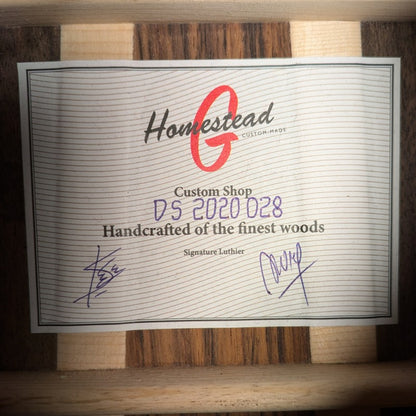 Homestead
G
CUSTOM-MADE
Custom Shop
DS 2020 028
Handcrafted of the finest woods
Signature Luthier